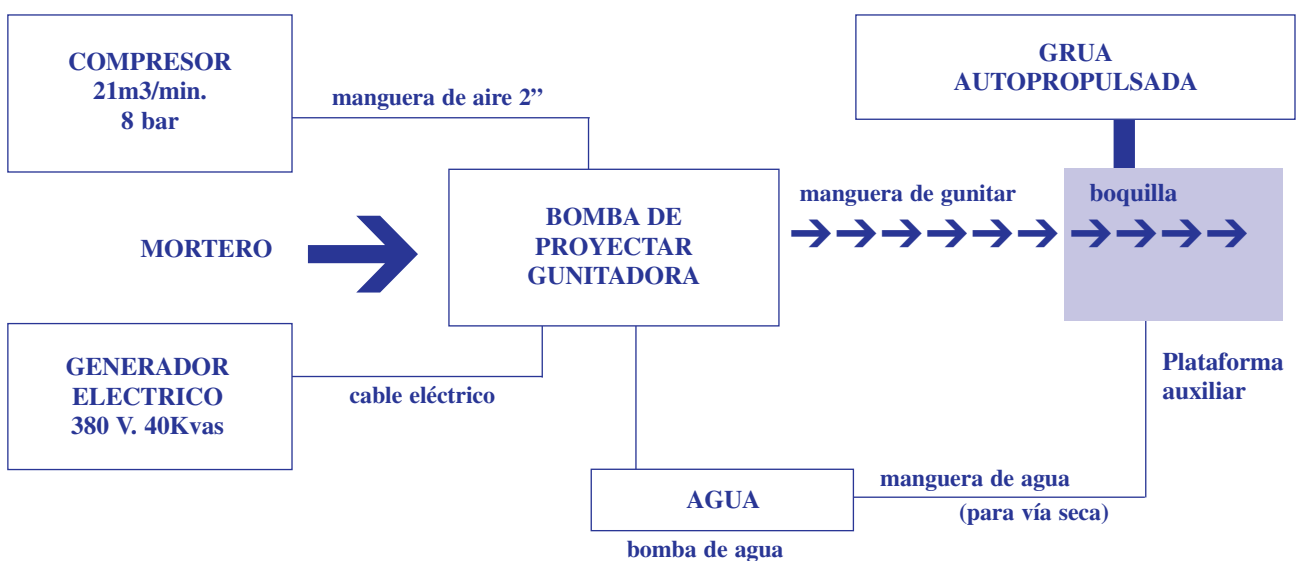 COMPRESOR
21m3/min.
8 bar
manguera de aire 2”
GRUA
AUTOPROPULSADA
MORTERO
BOMBA DE
PROYECTAR
GUNITADORA
manguera de gunitar
boquilla
GENERADOR
ELECTRICO
380 V. 40Kvas
cable eléctrico
Plataforma
auxiliar
AGUA
bomba de agua
manguera de agua
(para vía seca)